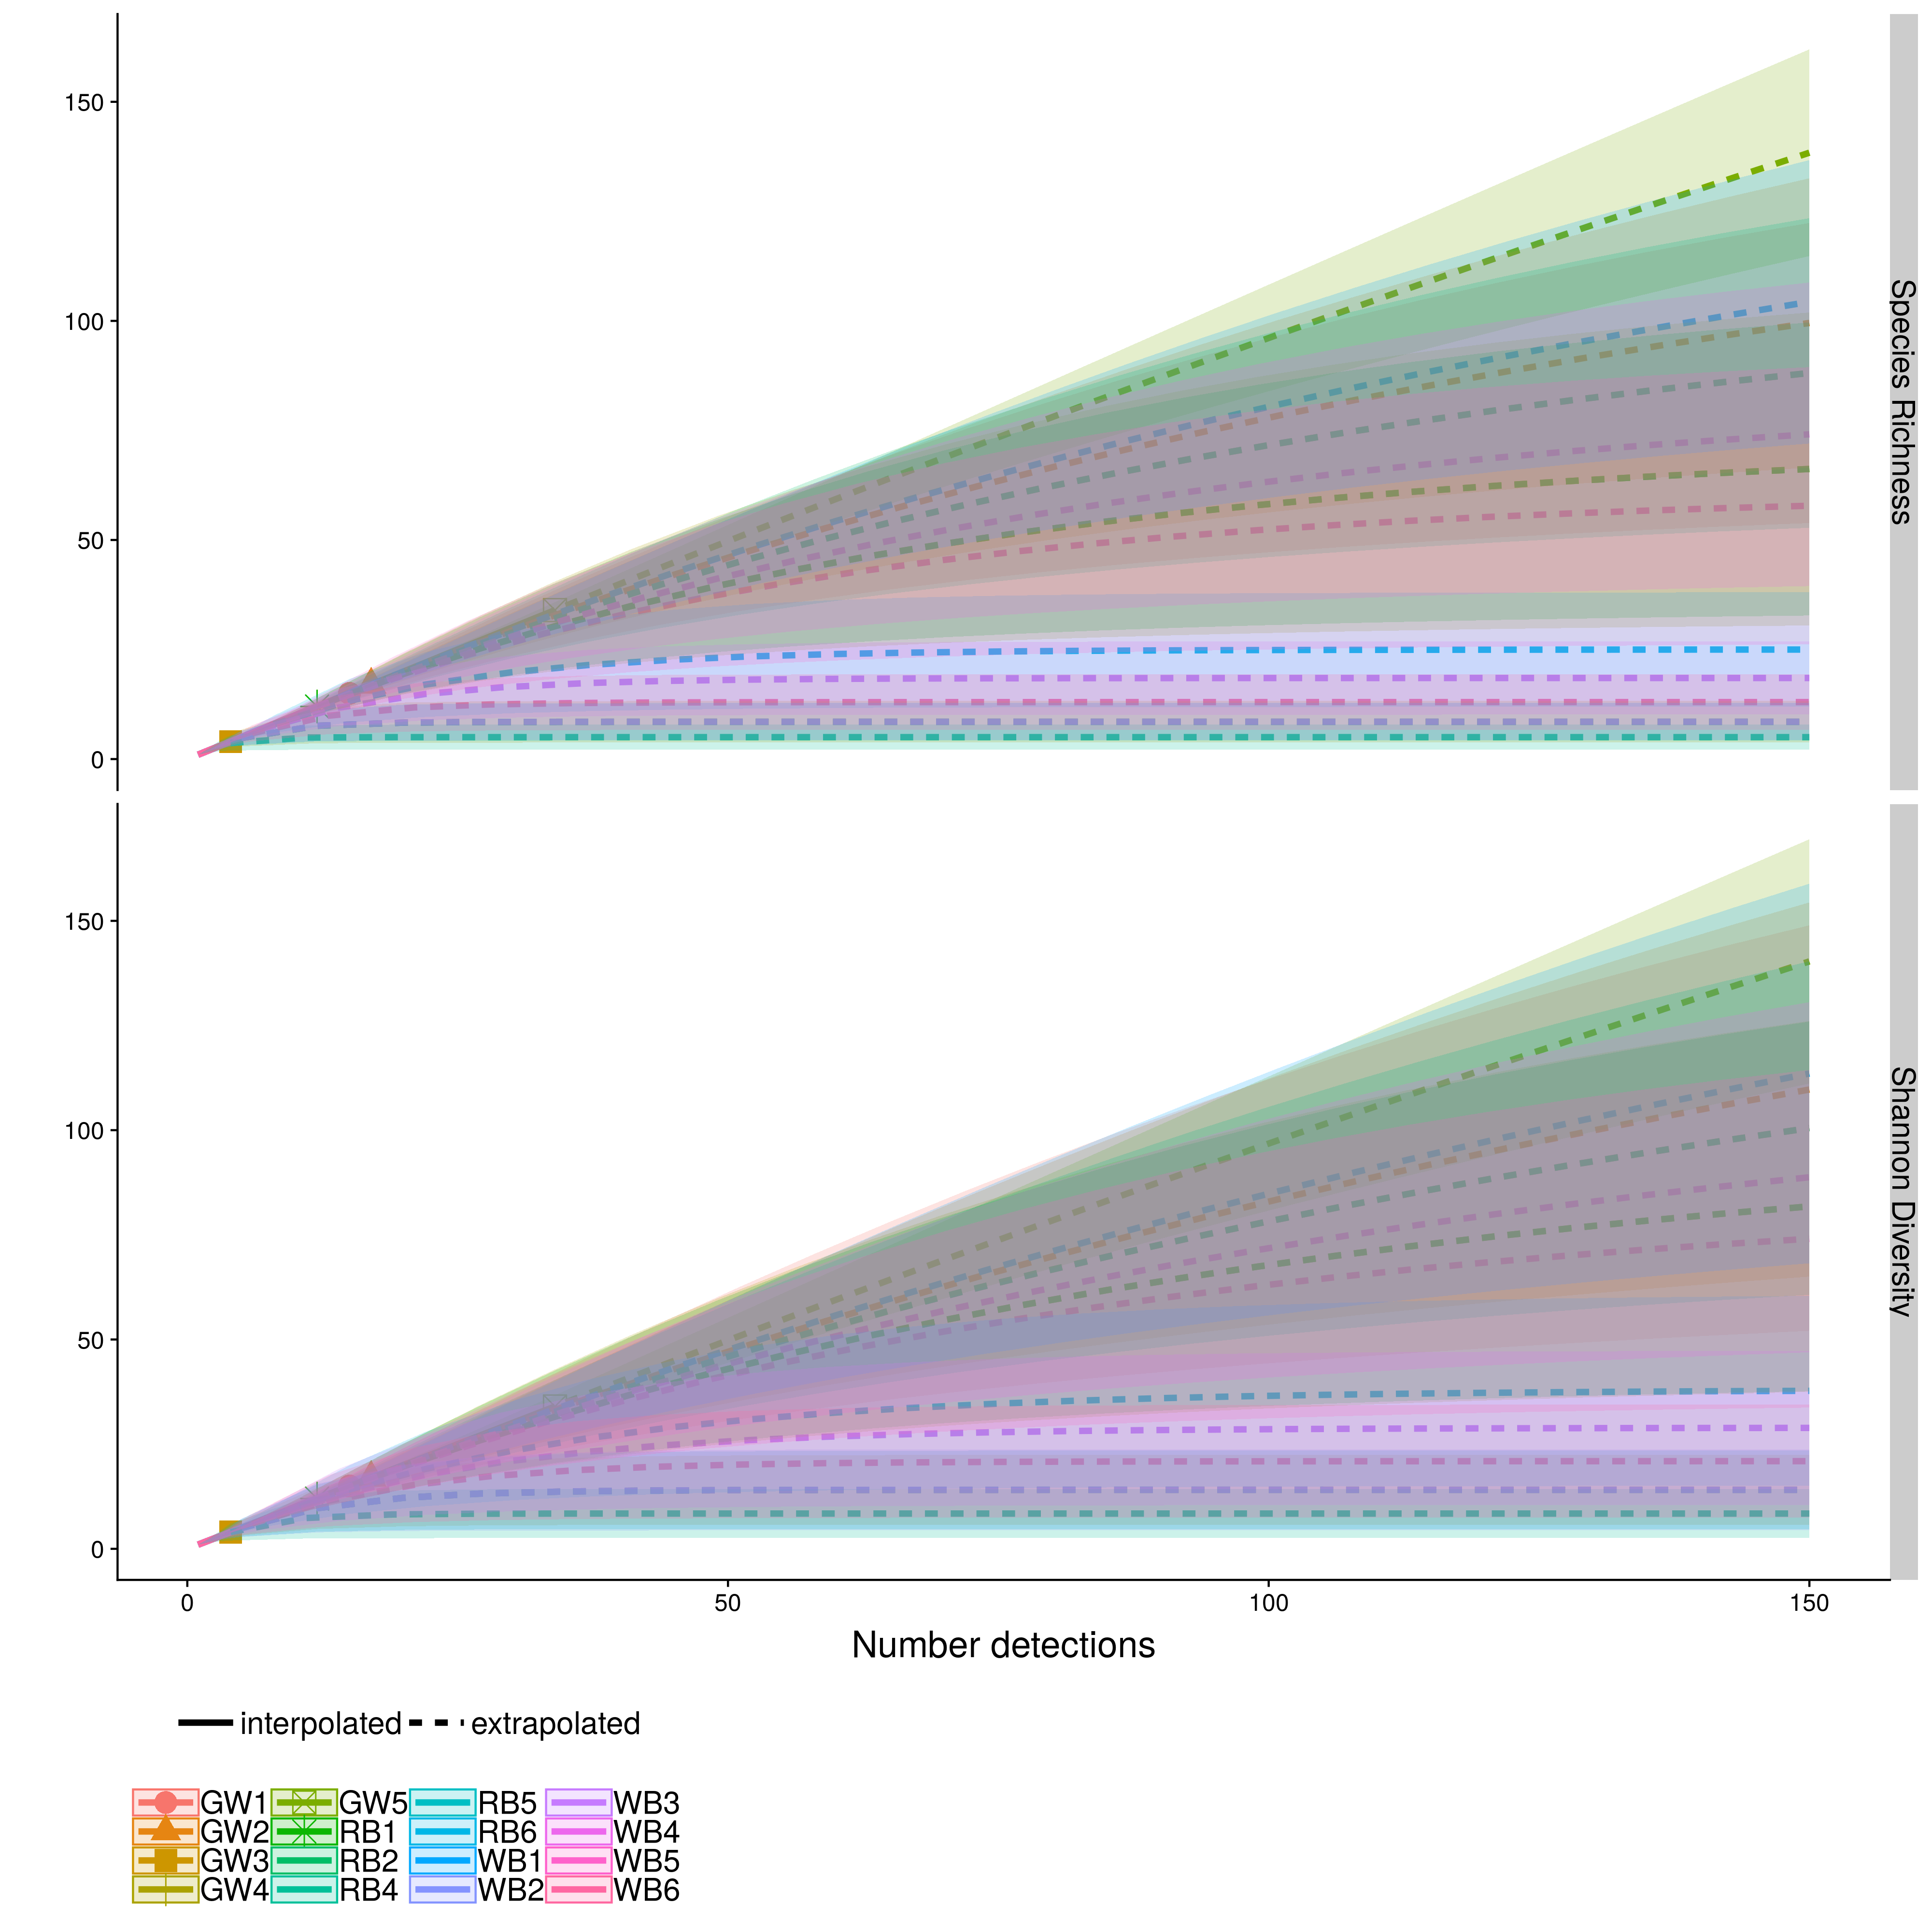 150
100
50
0
Species Richness
150
100
50
0
Shannon Diversity
0 50 100 150
Number detections
interpolated extrapolated
GW1 GW5 RB5 WB3
GW2 RB1 RB6 WB4
GW3 RB2 WB1 WB5
GW4 RB4 WB2 WB6